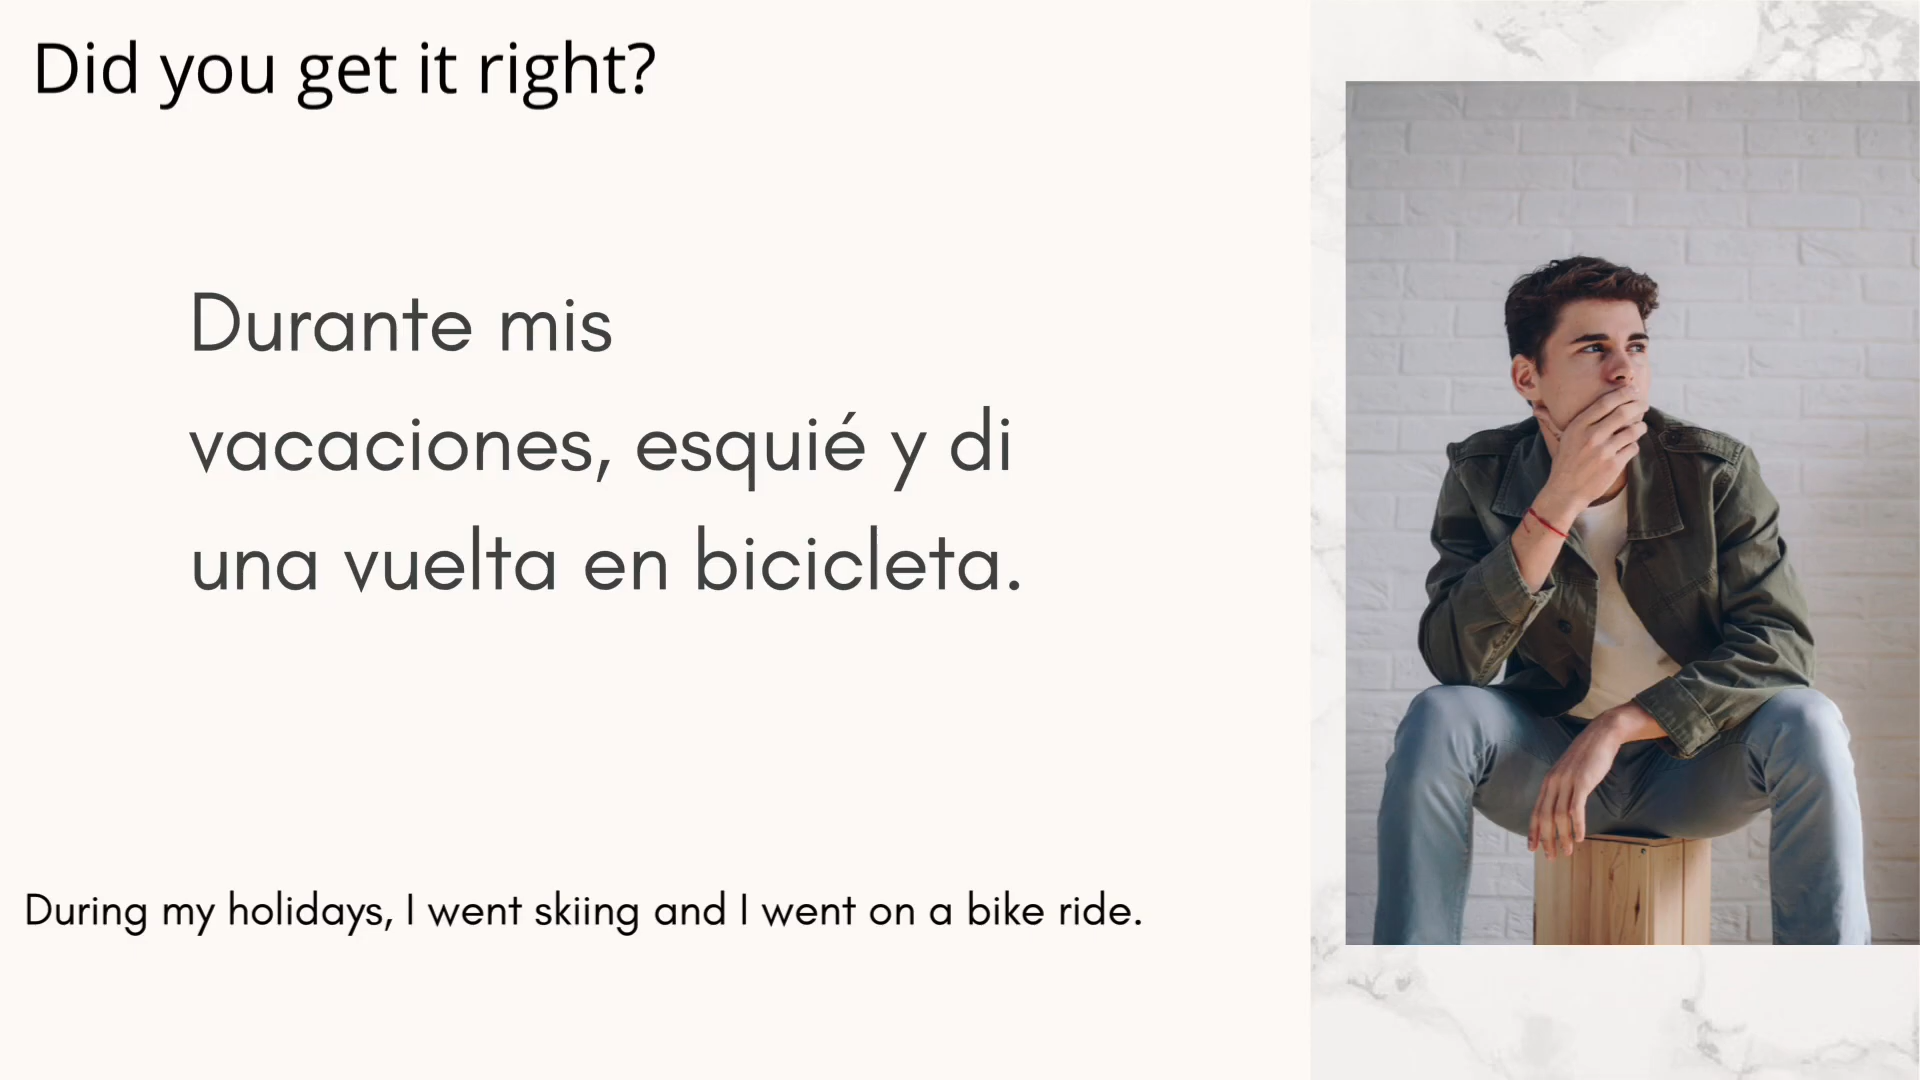 Did you get it right?
Durante mis
vacaciones, esquié y di
una vuelta en bicicleta.
During my holidays, I went skiing and I went on a bike ride.